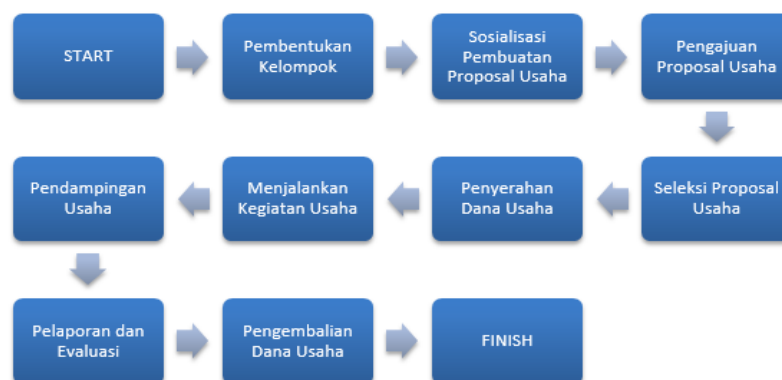 START
Pembentukan
Kelompok
Sosialisasi
Pembuatan
Proposal Usaha
Pengajuan
Proposal Usaha
Seleksi Proposal
Usaha
Penyerahan
Dana Usaha
Menjalankan
Kegiatan Usaha
Pendampingan
Usaha
Pelaporan dan
Evaluasi
Pengembalian
Dana Usaha
FINISH